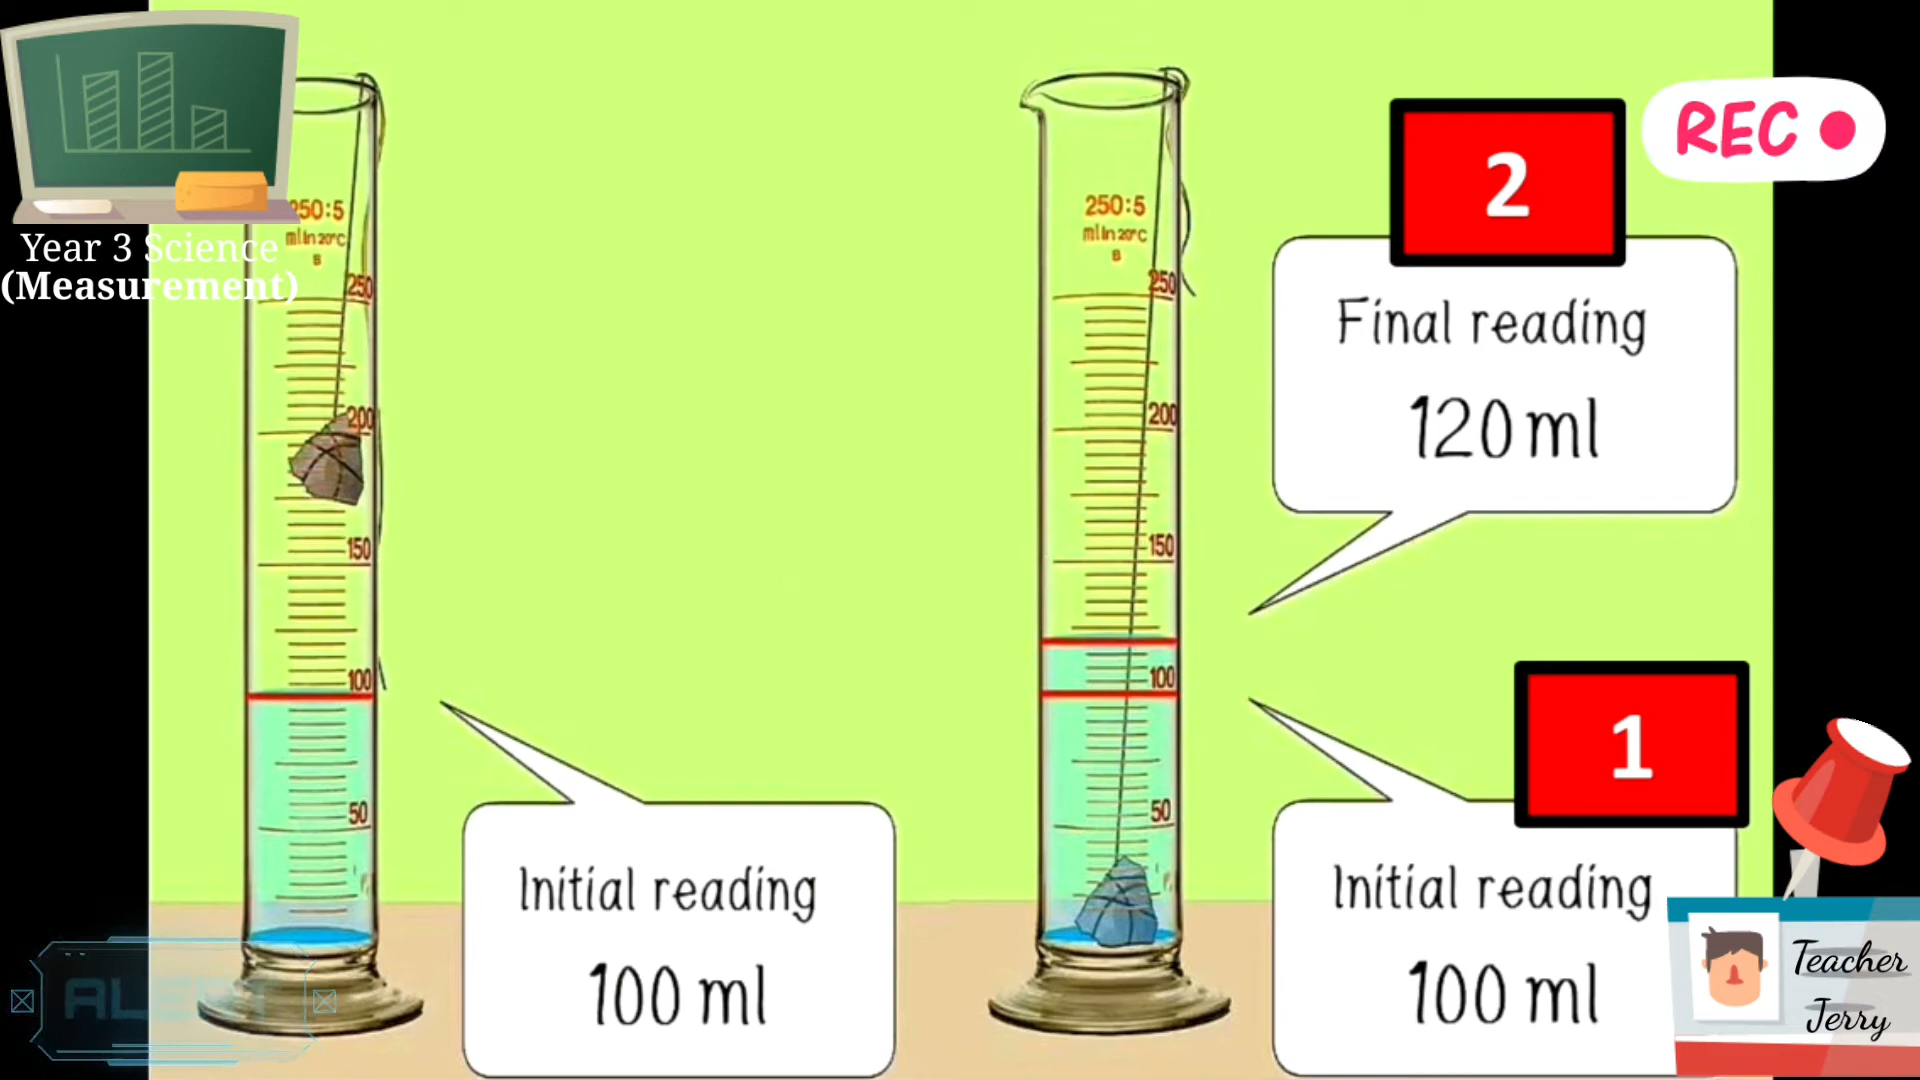 Year 3 Science
(Measurement)
250:5
ml In 20°C
B
250
200
150
100
50
Initial reading
100 ml
250:5
ml In 20°C
B
250
200
150
100
50
2
Final reading
120 ml
REC
1
Initial reading
100 ml
Teacher
Jerry
ALERT